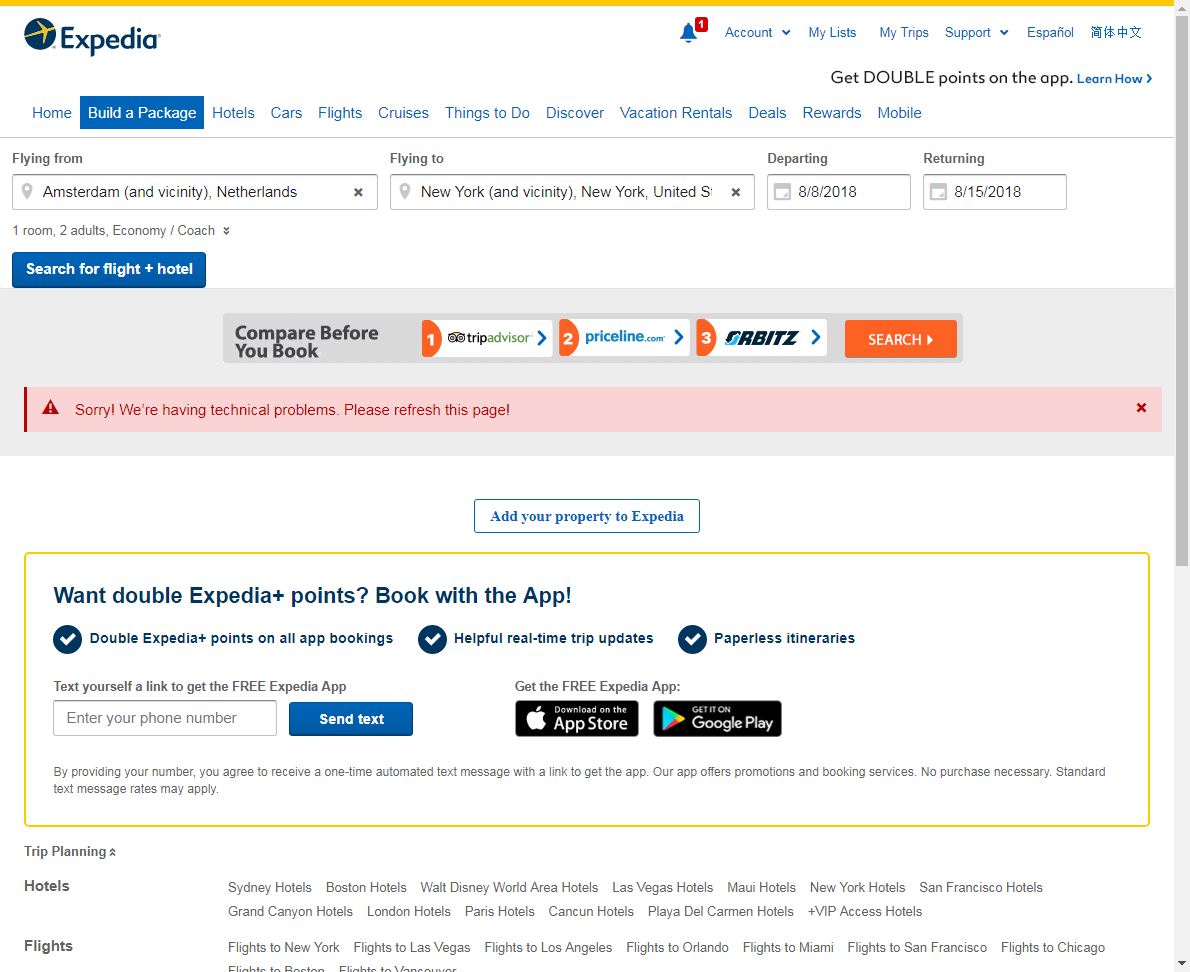 Expedia
1
Account
My Lists
My Trips
Support
Español
简体中文
Get DOUBLE points on the app. Learn How
Home Build a Package Hotels Cars Flights Cruises Things to Do Discover Vacation Rentals Deals Rewards Mobile
Flying from Flying to Departing Returning
Amsterdam (and vicinity), Netherlands New York (and vicinity), New York, United 8/8/2018 8/15/2018
1 room, 2 adults, Economy / Coach
Search for flight + hotel
Compare Before
You Book
1 tripadvisor 2 priceline.com 3 ORBITZ SEARCH
Sorry! We’re having technical problems. Please refresh this page!
Add your property to Expedia
Want double Expedia+ points? Book with the App!
Double Expedia+ points on all app bookings Helpful real-time trip updates Paperless itineraries
Text yourself a link to get the FREE Expedia App Get the FREE Expedia App:
Enter your phone number Send text
Download on the
App Store
GET IT ON
Google Play
By providing your number, you agree to receive a one-time automated text message with a link to get the app. Our app offers promotions and booking services. No purchase necessary. Standard
text message rates may apply.
Trip Planning
Hotels Sydney Hotels Boston Hotels Walt Disney World Area Hotels Las Vegas Hotels Maui Hotels New York Hotels San Francisco Hotels
Grand Canyon Hotels London Hotels Paris Hotels Cancun Hotels Playa Del Carmen Hotels +VIP Access Hotels
Flights Flights to New York Flights to Las Vegas Flights to Los Angeles Flights to Orlando Flights to Miami Flights to San Francisco Flights to Chicago
Flights to Boston Flights to Vancouver